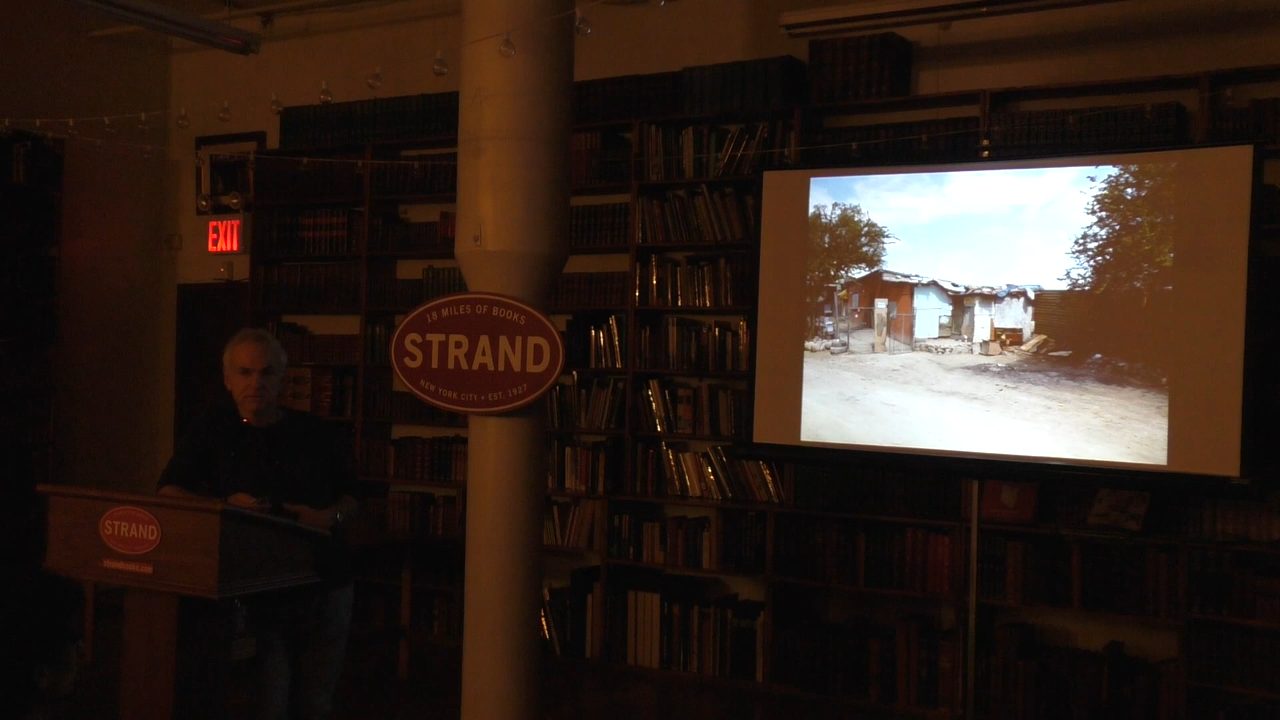 EXIT
18 MILES OF BOOKS
STRAND
NEW YORK CITY • EST. 1927
STRAND